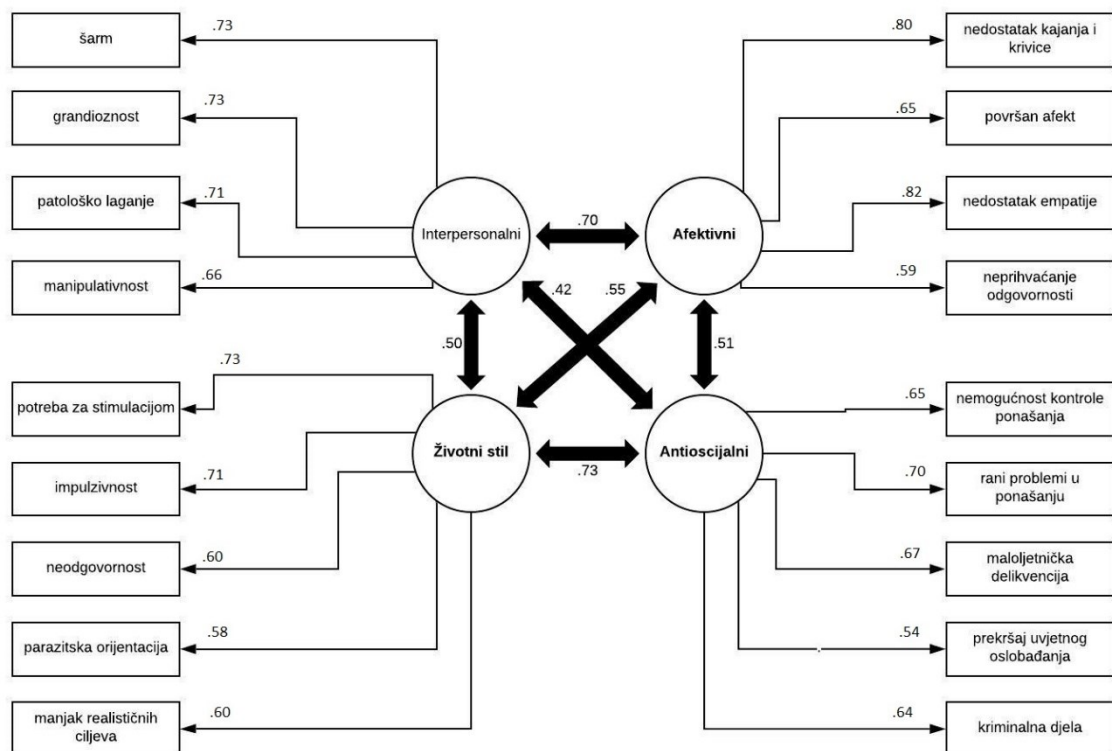 .73
šarm
.80
nedostatak kajanja i
krivice
.73
grandioznost
.65
površan afekt
.71
patološko laganje
.82
nedostatak empatije
Interpersonalni
.70
Afektivni
.66
manipulativnost
.59
neprihvaćanje
odgovornosti
.42
.55
.50
.51
.73
potreba za stimulacijom
.65
nemogućnost kontrole
ponašanja
Životni stil
.73
Antioscijalni
.71
impulzivnost
.70
rani problemi u
ponašanju
.60
neodgovornost
.67
maloljetnička
delikvencija
.58
parazitska orijentacija
.54
prekršaj uvjetnog
oslobađanja
.60
manjak realističnih
ciljeva
.64
kriminalna djela